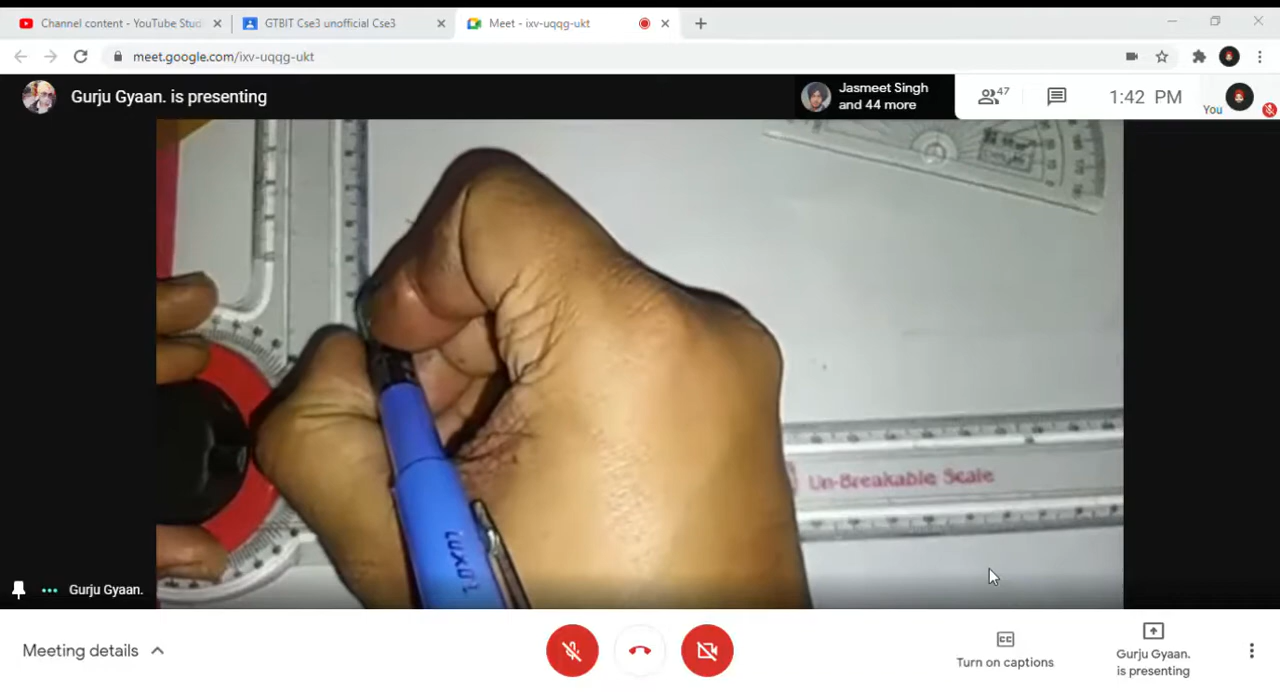 Channel content - YouTube Stud
GTBIT Cse3 unofficial Cse3
Meet - ixv-uqqg-ukt
meet.google.com/ixv-uqqg-ukt
Gurju Gyaan. is presenting
Jasmeet Singh
and 44 more
47
1:42 PM
You
Un-Breakable Scale
LUXOR
Gurju Gyaan.
Meeting details
Turn on captions
Gurju Gyaan.
is presenting